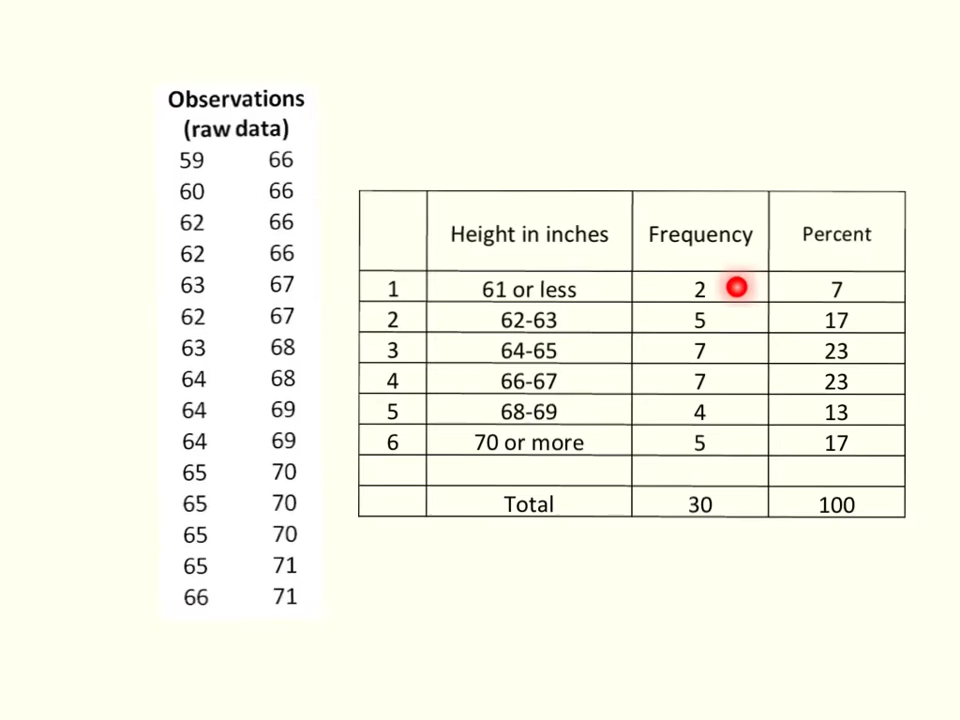 Observations
(raw data)
59 66
60 66
62 66
62 66
63 67
62 67
63 68
64 68
64 69
64 69
65 70
65 70
65 70
65 71
66 71
Height in inches Frequency Percent
1 61 or less 2 7
2 62-63 5 17
3 64-65 7 23
4 66-67 7 23
5 68-69 4 13
6 70 or more 5 17
Total 30 100